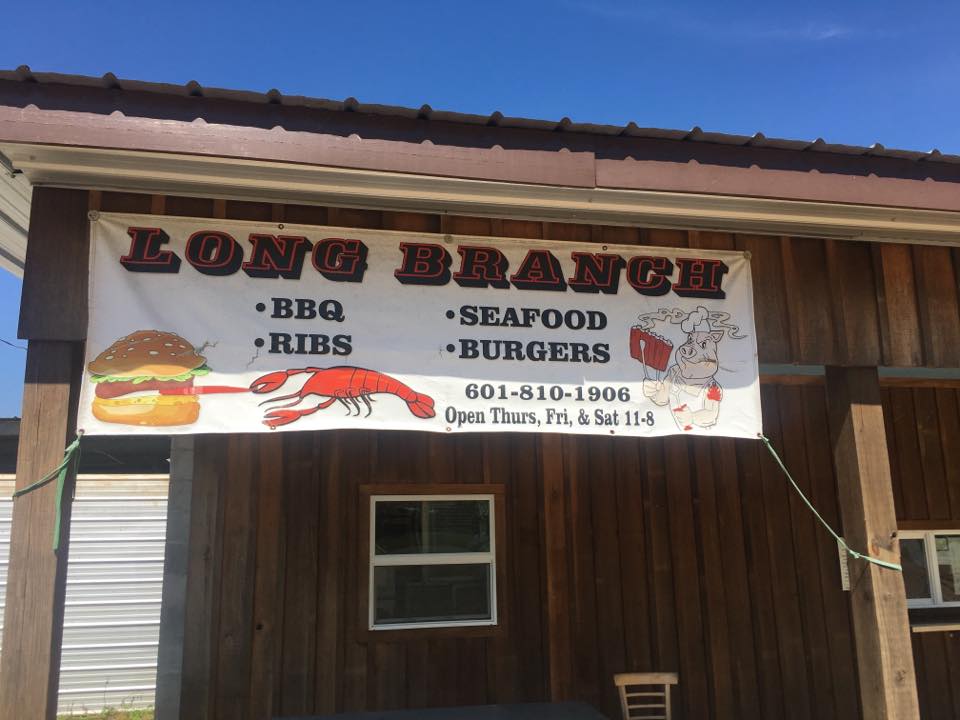 LONG BRANCH
•BBQ •SEAFOOD
•RIBS •BURGERS
601-810-1906
Open Thurs, Fri, & Sat 11-8